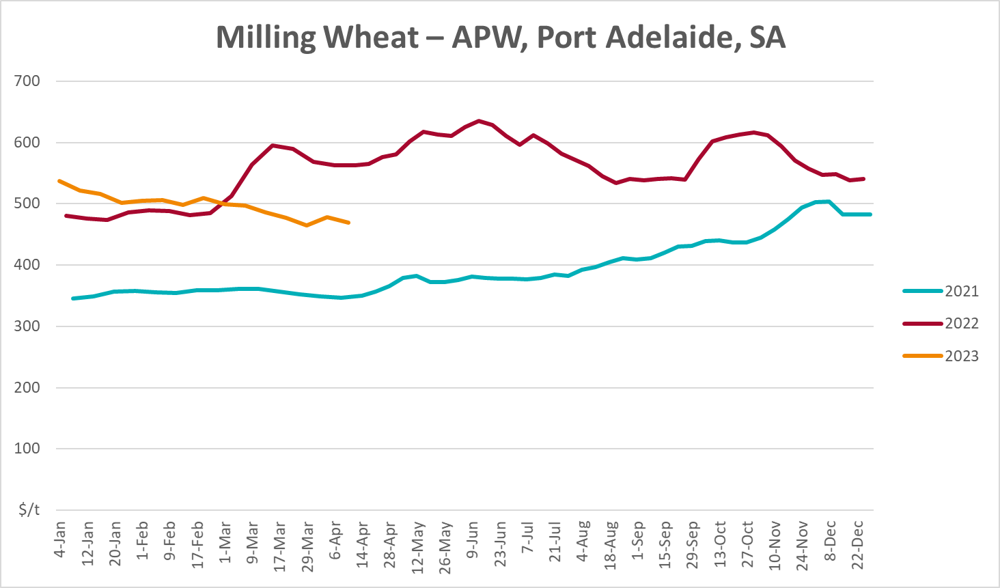 Milling Wheat – APW, Port Adelaide, SA
700
600
500
400
300
200
100
$/t
4-Jan
12-Jan
20-Jan
1-Feb
9-Feb
17-Feb
1-Mar
9-Mar
17-Mar
29-Mar
6-Apr
14-Apr
28-Apr
12-May
26-May
9-Jun
23-Jun
7-Jul
21-Jul
4-Aug
18-Aug
1-Sep
15-Sep
29-Sep
13-Oct
27-Oct
10-Nov
24-Nov
8-Dec
22-Dec
2021
2022
2023